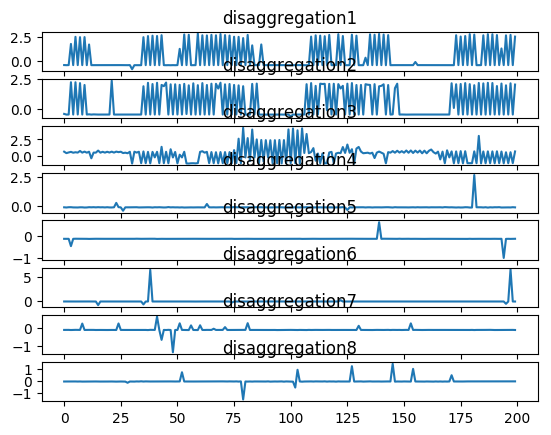 disaggregation1
2.5
0.0
disaggregation2
2.5
0.0
disaggregation3
2.5
0.0
disaggregation4
2.5
0.0
disaggregation5
0
−1
disaggregation6
5
0
disaggregation7
0
−1
disaggregation8
1
0
−1
0 25 50 75 100 125 150 175 200